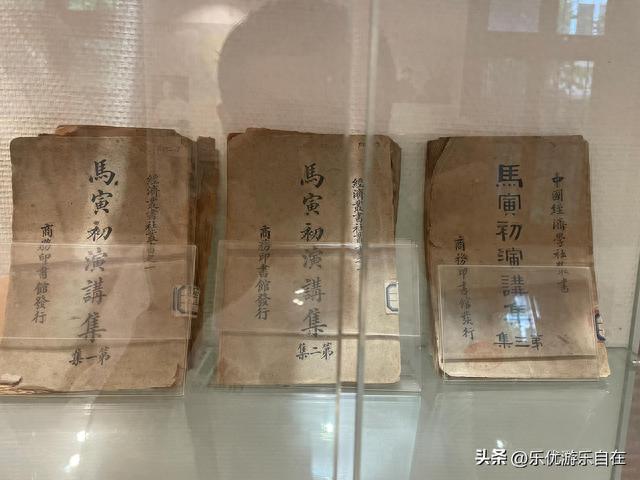 經濟叢書社叢書之一
馬寅初演講集
第一集
商務印書館發行
經濟叢書社叢書之
馬寅初演講集
第二集
商務印書館發行
中國經濟學社叢書
馬寅初演講集
第三集
商務印書館發行
头条 @乐优游乐自在